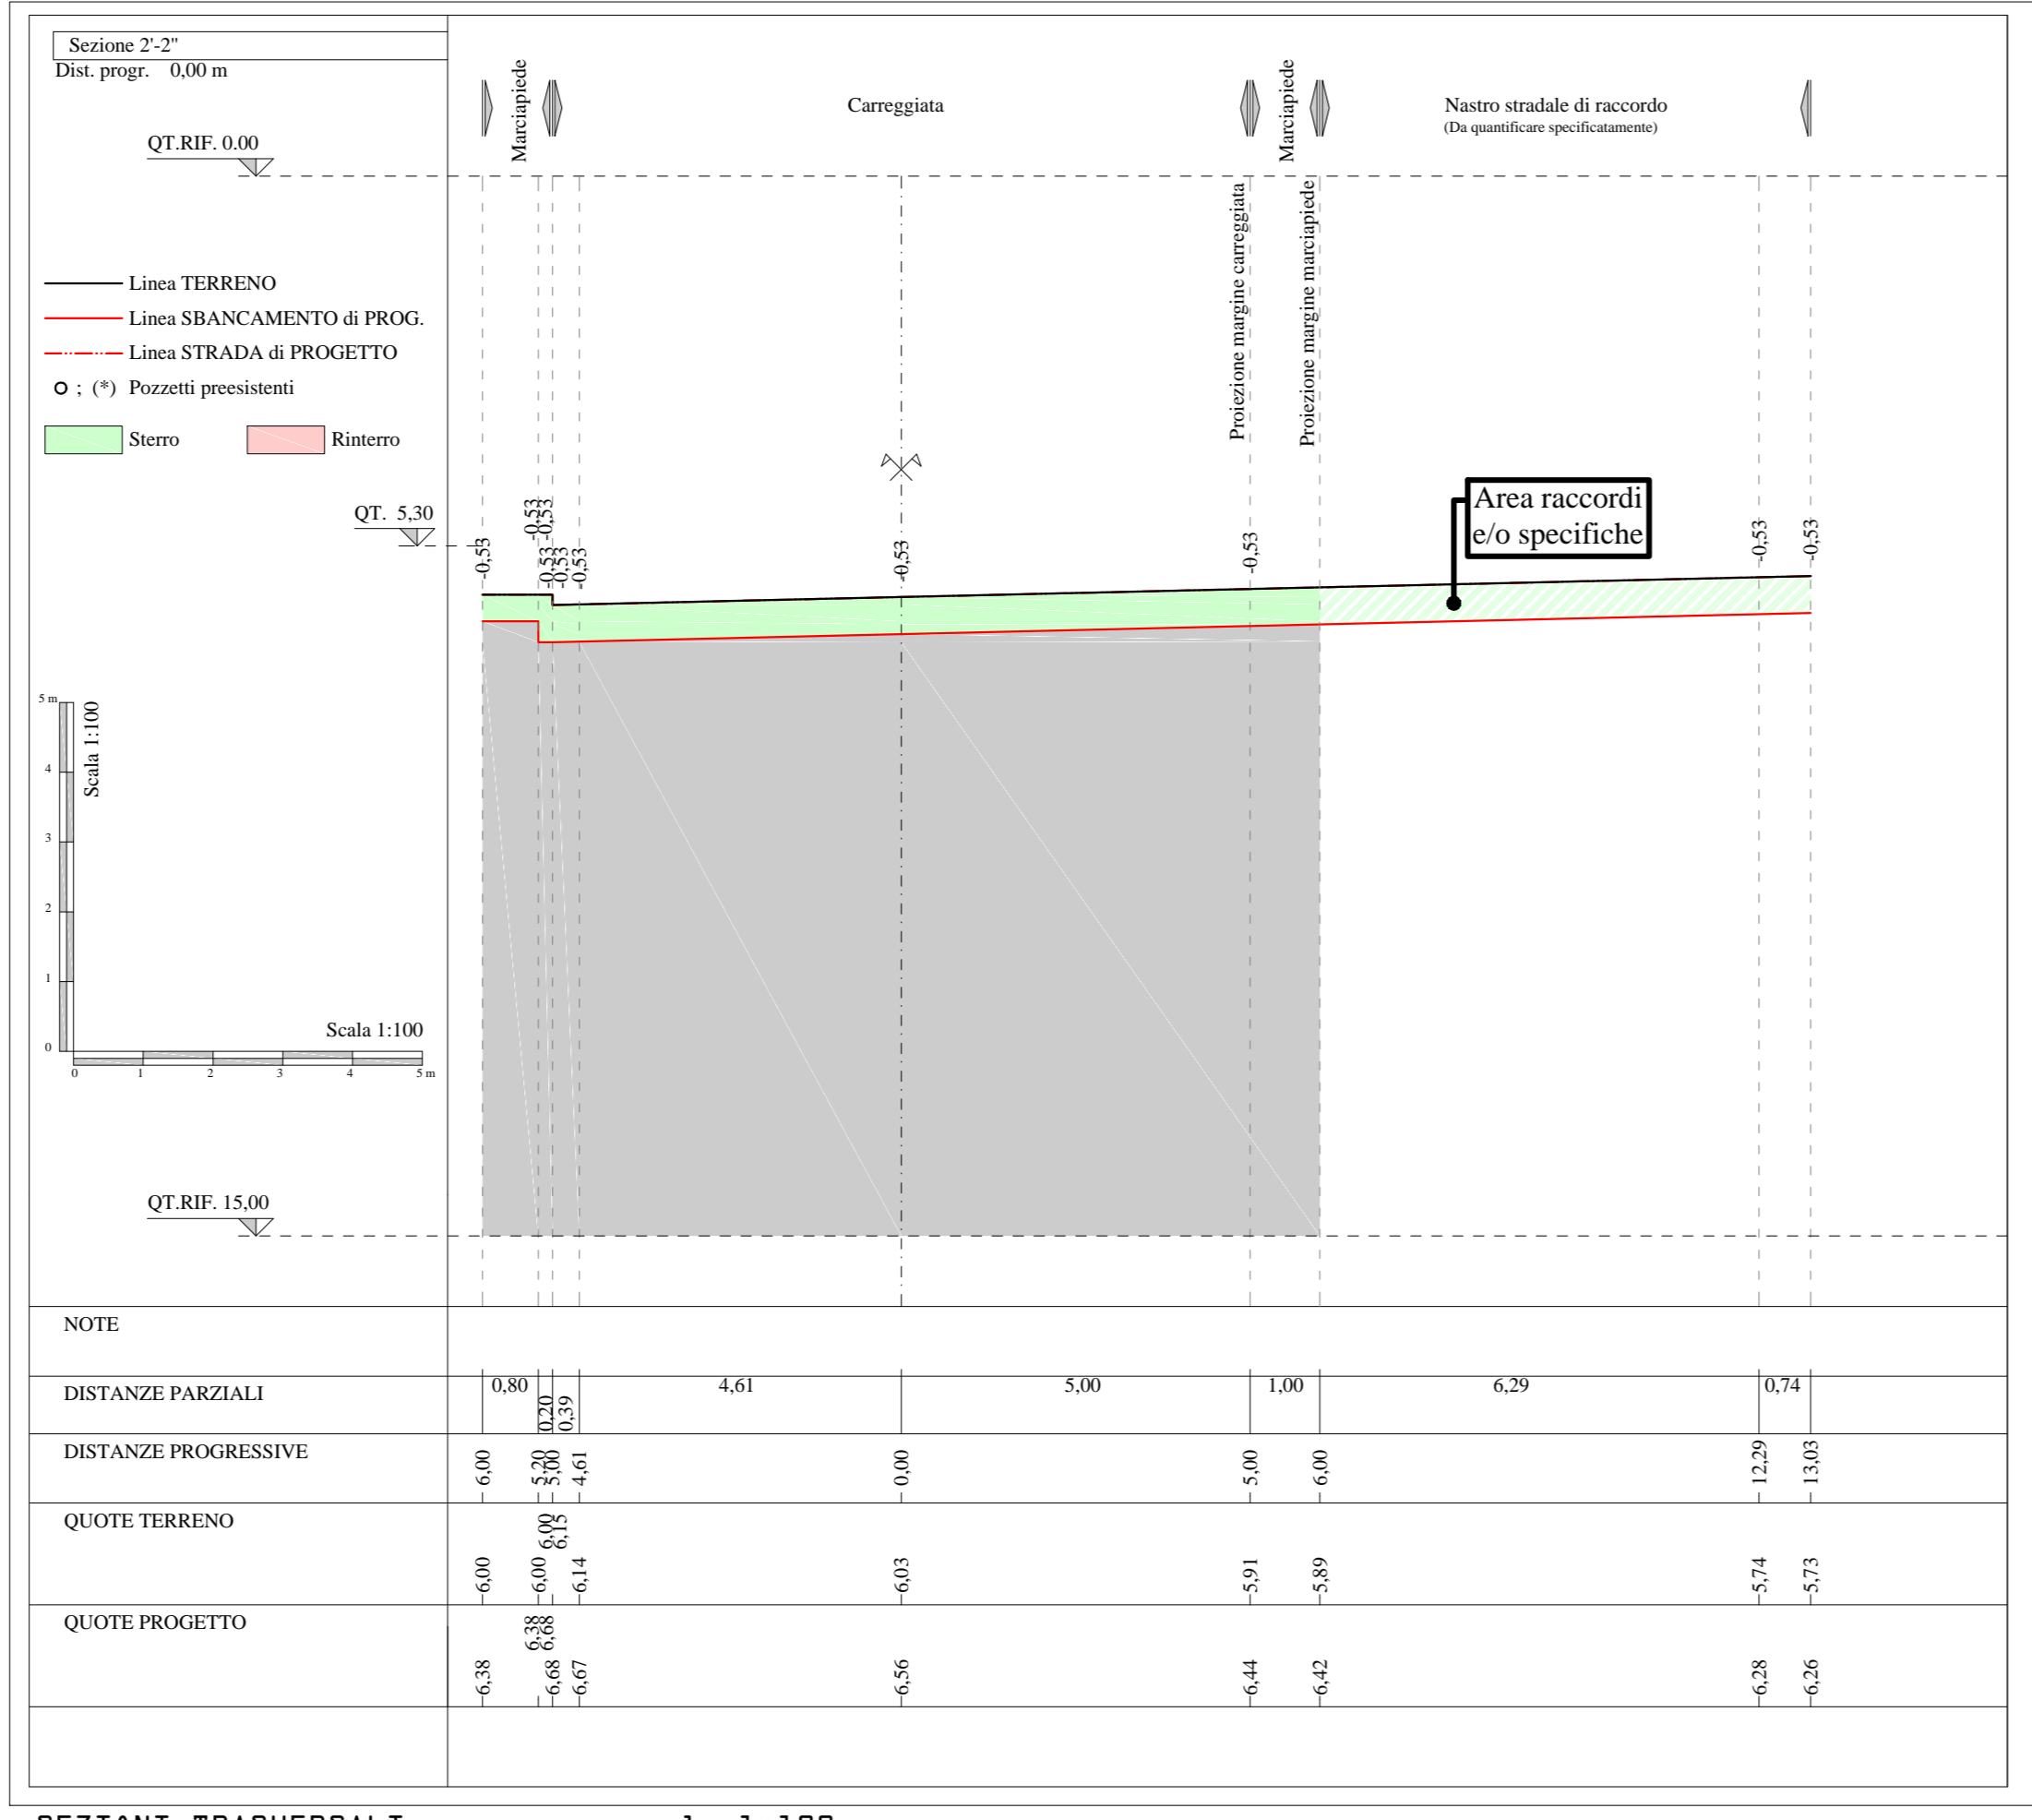 Sezione 2'-2"
Dist. progr. 0,00 m
Marciapiede
Carreggiata
Marciapiede
Nastro stradale di raccordo
(Da quantificare specificatamente)
QT.RIF. 0.00
Proiezione margine carreggiata
Proiezione margine marciapiede
Linea TERRENO
Linea SBANCAMENTO di PROG.
Linea STRADA di PROGETTO
; (*) Pozzetti preesistenti
Sterro
Rinterro
Area raccordi
e/o specifiche
QT. 5,30
-0,53
-0,53
-0,53
-0,53
-0,53
-0,53
-0,53
-0,53
-0,53
-0,53
5 m
4
3
2
1
0
Scala 1:100
Scala 1:100
0 1 2 3 4 5 m
QT.RIF. 15,00
NOTE
DISTANZE PARZIALI
0,80 0,20 0,39 4,61 5,00 1,00 6,29 0,74
DISTANZE PROGRESSIVE
6,00 5,20 5,00 4,61 0,00 5,00 6,00 12,29 13,03
QUOTE TERRENO
6,00 6,00 6,00 6,15 6,14 6,03 5,91 5,89 5,74 5,73
QUOTE PROGETTO
6,38 6,38 6,68 6,68 6,67 6,56 6,44 6,42 6,28 6,26